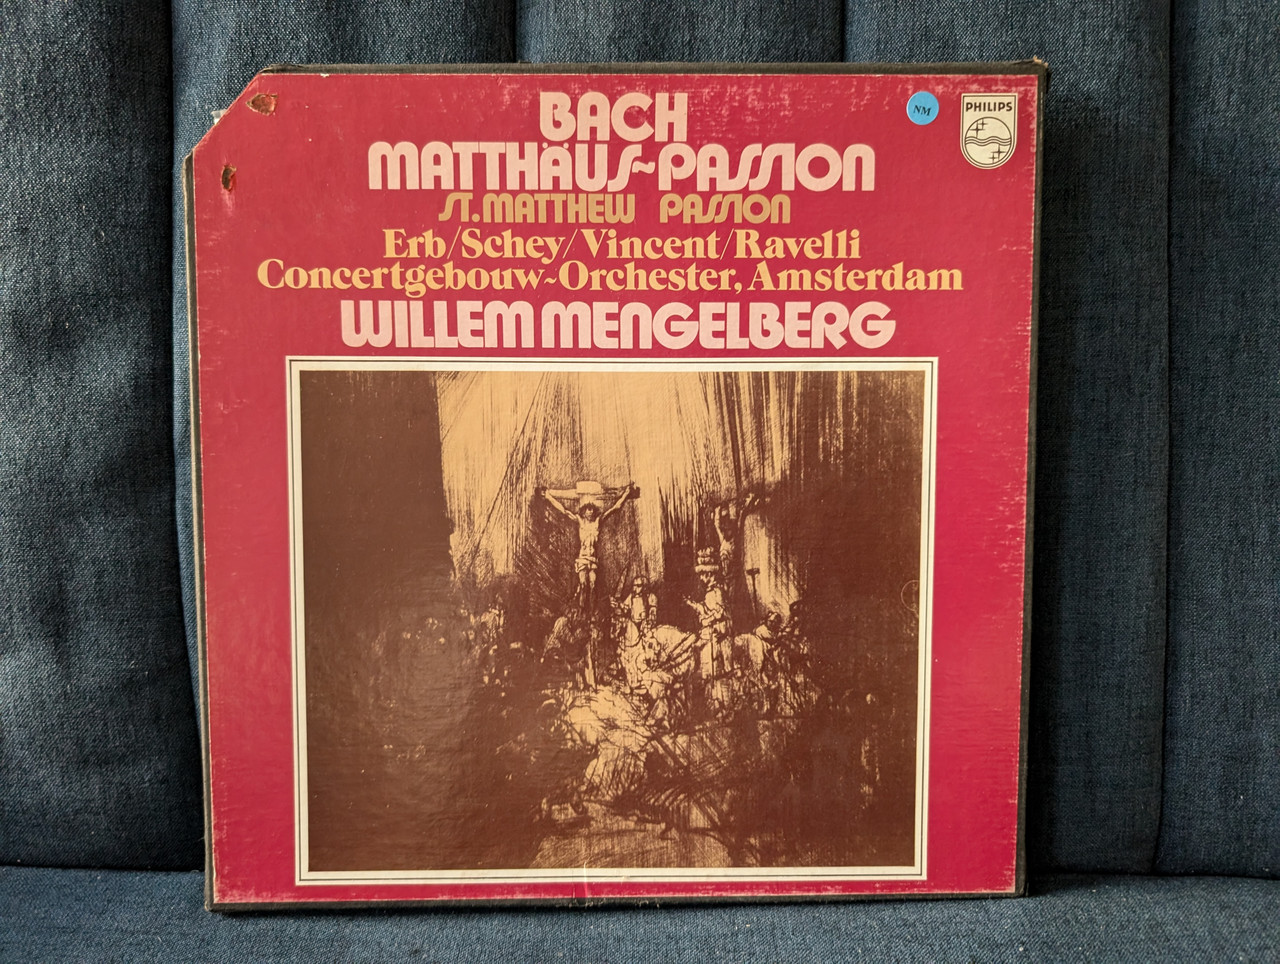 BACH
NM
PHILIPS
MATTHÄUS~PASSION
ST. MATTHEW PASSION
Erb/Schey/Vincent/Ravelli
Concertgebouw~Orchester, Amsterdam
WILLEM MENGELBERG